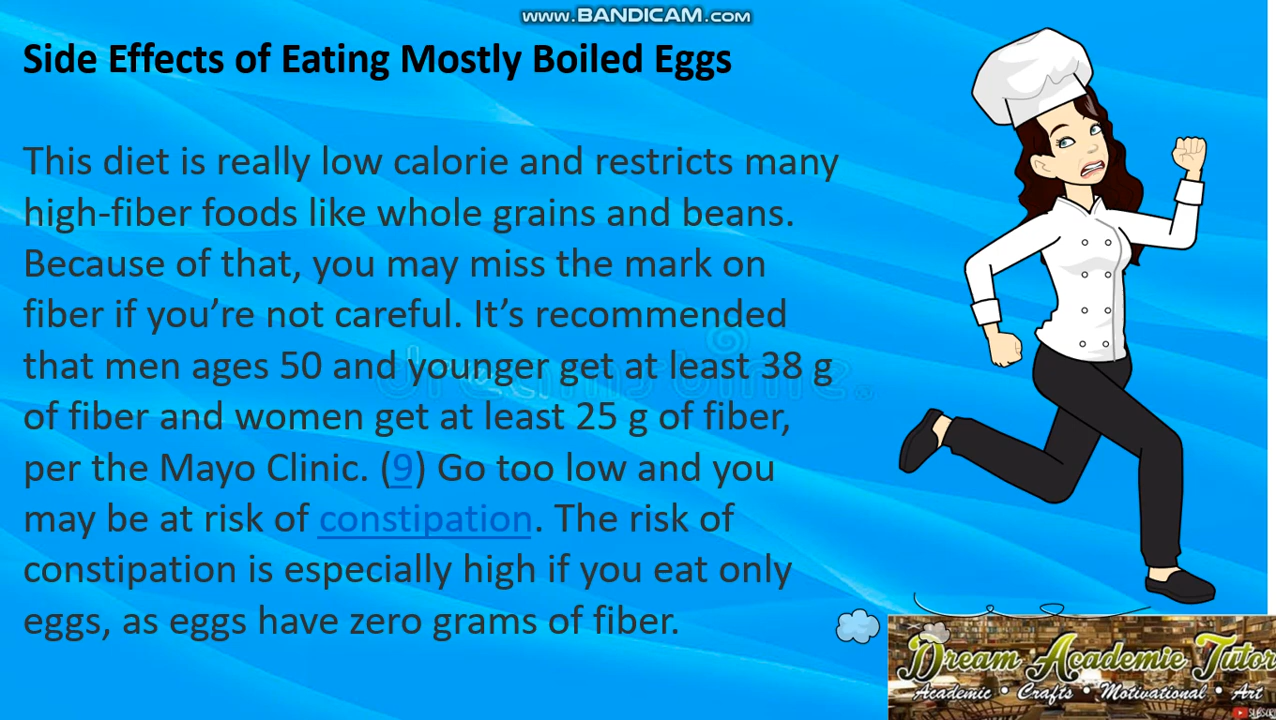 www.BANDICAM.com
Side Effects of Eating Mostly Boiled Eggs
This diet is really low calorie and restricts many
high-fiber foods like whole grains and beans.
Because of that, you may miss the mark on
fiber if you’re not careful. It’s recommended
that men ages 50 and younger get at least 38 g
of fiber and women get at least 25 g of fiber,
per the Mayo Clinic. (9) Go too low and you
may be at risk of constipation. The risk of
constipation is especially high if you eat only
eggs, as eggs have zero grams of fiber.
dreamstime.
Dream Academic Tutor
Academic • Crafts • Motivational • Art